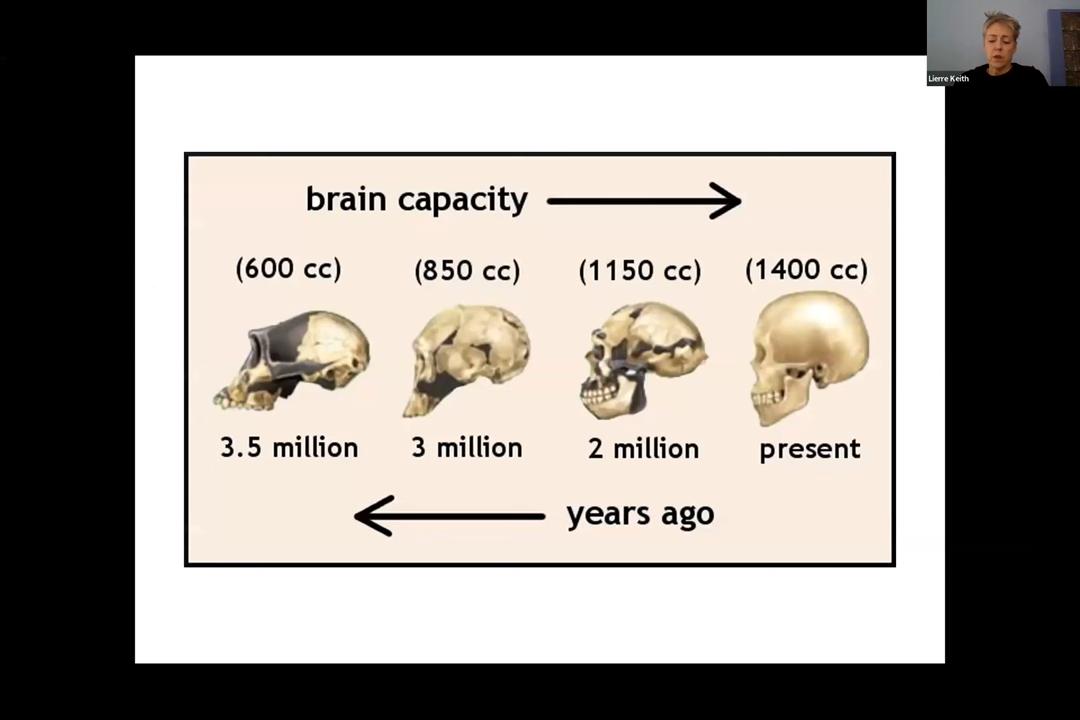 Lierre Keith
brain capacity
(600 cc) (850 cc) (1150 cc) (1400 cc)
3.5 million 3 million 2 million present
years ago